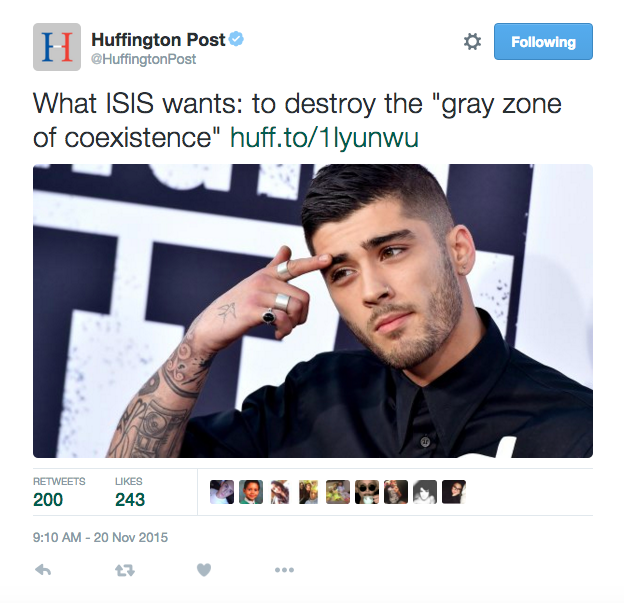 Huffington Post
@HuffingtonPost
Following
What ISIS wants: to destroy the "gray zone
of coexistence" huff.to/1lyunwu
RETWEETS
200
LIKES
243
9:10 AM - 20 Nov 2015